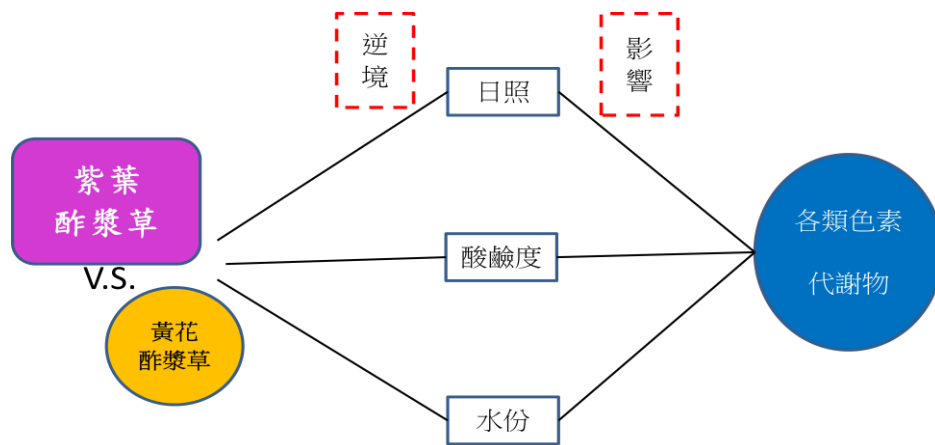 逆
境
影
響
日照
紫葉
酢漿草
V.S.
黃花
酢漿草
酸鹼度
水份
各類色素
代謝物